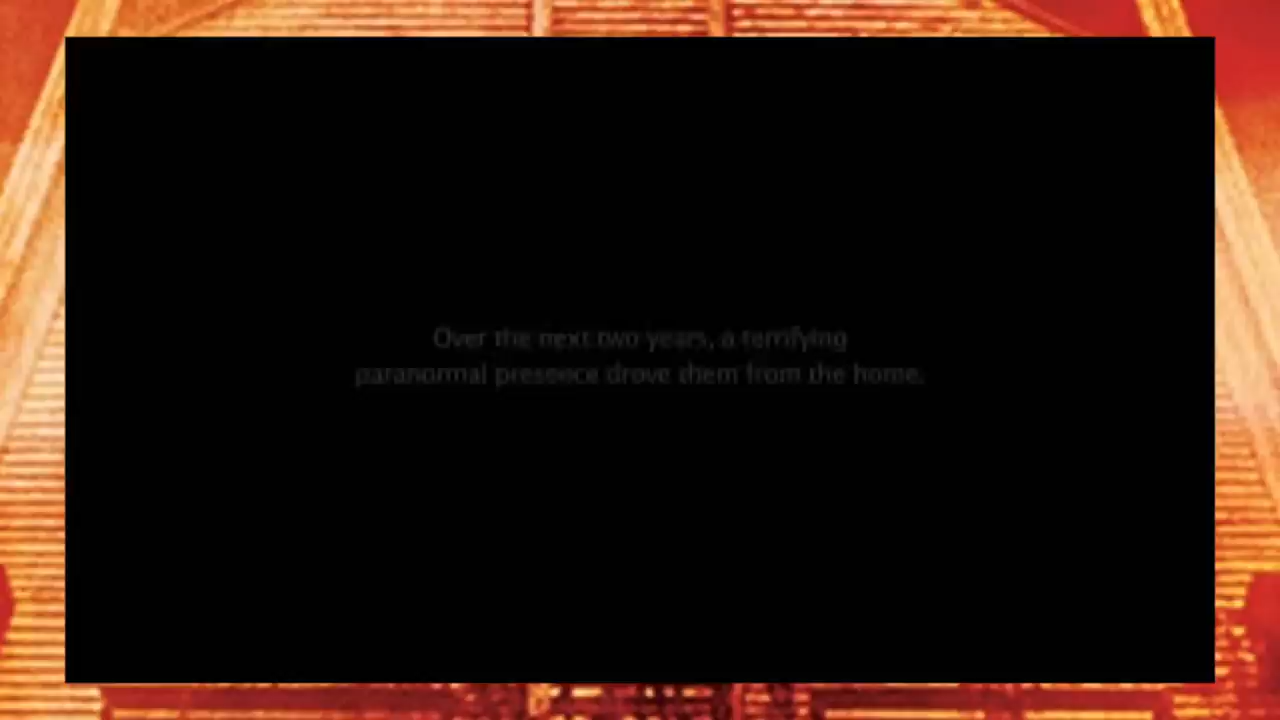 Over the next two years, a terrifying
paranormal presence drove them from the home.